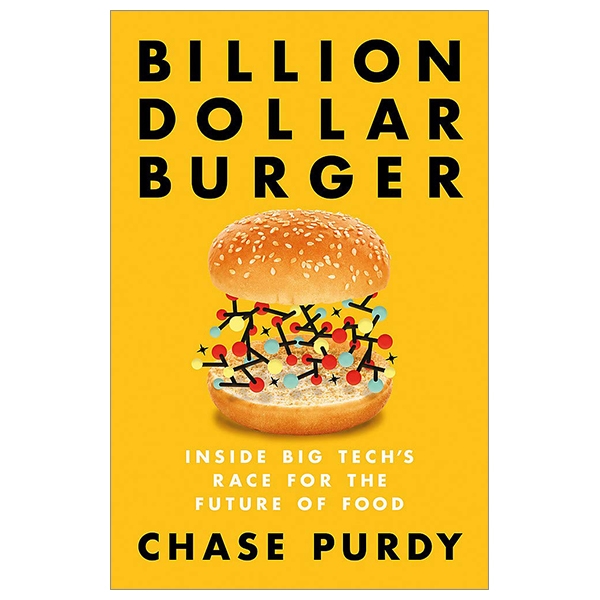 BILLION
DOLLAR
BURGER
INSIDE BIG TECH'S
RACE FOR THE
FUTURE OF FOOD
CHASE PURDY